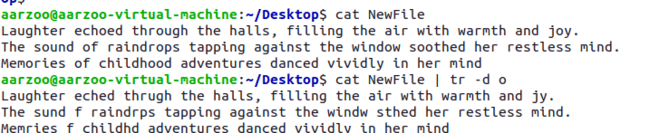 aarzoo@aarzoo-virtual-machine:~/Desktop$ cat NewFile
Laughter echoed through the halls, filling the air with warmth and joy.
The sound of raindrops tapping against the window soothed her restless mind.
Memories of childhood adventures danced vividly in her mind
aarzoo@aarzoo-virtual-machine:~/Desktop$ cat NewFile | tr -d o
Laughter eched thrugh the halls, filling the air with warmth and jy.
The sund f raindrps tapping against the windw sthed her restless mind.
Memries f childhd adventures danced vividly in her mind